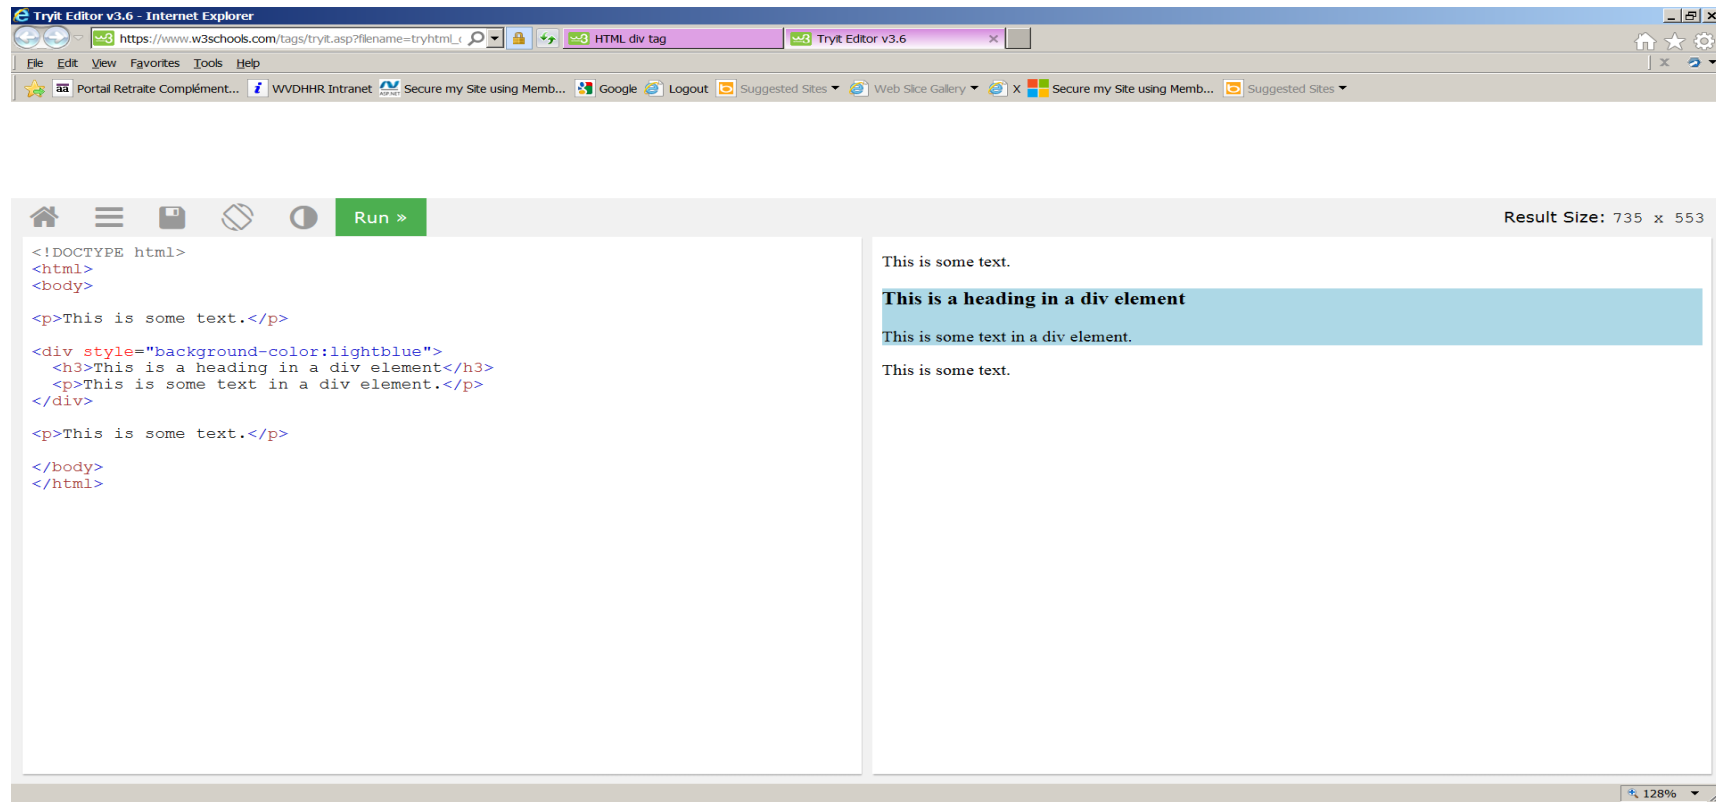 Tryit Editor v3.6 - Internet Explorer
https://www.w3schools.com/tags/tryit.asp?filename=tryhtml_ HTML div tag Tryit Editor v3.6
File Edit View Favorites Tools Help
aa Portail Retraite Complément... WVDHHR Intranet Secure my Site using Memb... Google Logout Suggested Sites Web Slice Gallery X Secure my Site using Memb... Suggested Sites
Run » Result Size: 735 x 553
<!DOCTYPE html>
<html>
<body>
<p>This is some text.</p>
<div style="background-color:lightblue">
<h3>This is a heading in a div element</h3>
<p>This is some text in a div element.</p>
</div>
<p>This is some text.</p>
</body>
</html>
This is some text.
This is a heading in a div element
This is some text in a div element.
This is some text.
128%